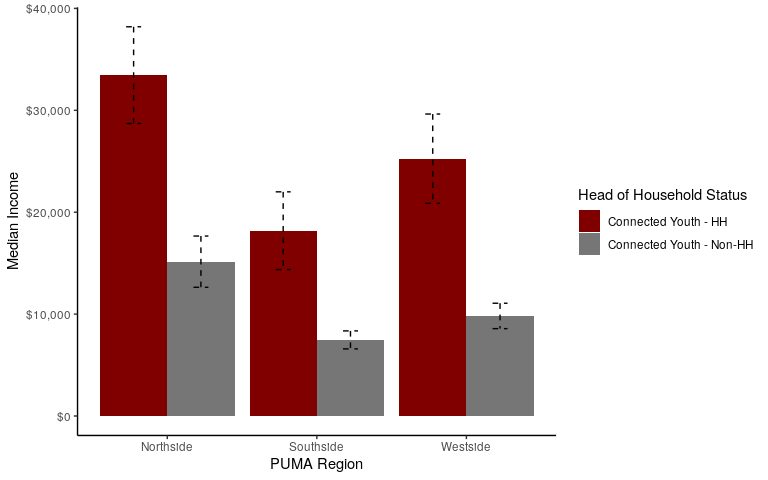 $40,000
$30,000
$20,000
$10,000
$0
Median Income
Northside
Southside
Westside
PUMA Region
Head of Household Status
Connected Youth - HH
Connected Youth - Non-HH